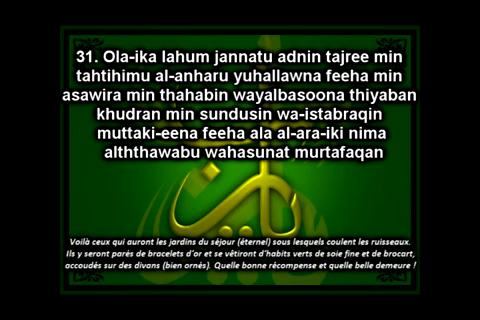 31. Ola-ika lahum jannatu adnin tajree min
tahtihimu al-anharu yuhallawna feeha min
asawira min thahabin wayalbasoona thiyaban
khudran min sundusin wa-istabraqin
muttaki-eena feeha ala al-ara-iki nima
alththawabu wahasunat murtafaqan
Voilà ceux qui auront les jardins du séjour (éternel) sous lesquels coulent les ruisseaux.
Ils y seront parés de bracelets d'or et se vêtiront d'habits verts de soie fine et de brocart,
accoudés sur des divans (bien ornés). Quelle bonne récompense et quelle belle demeure !